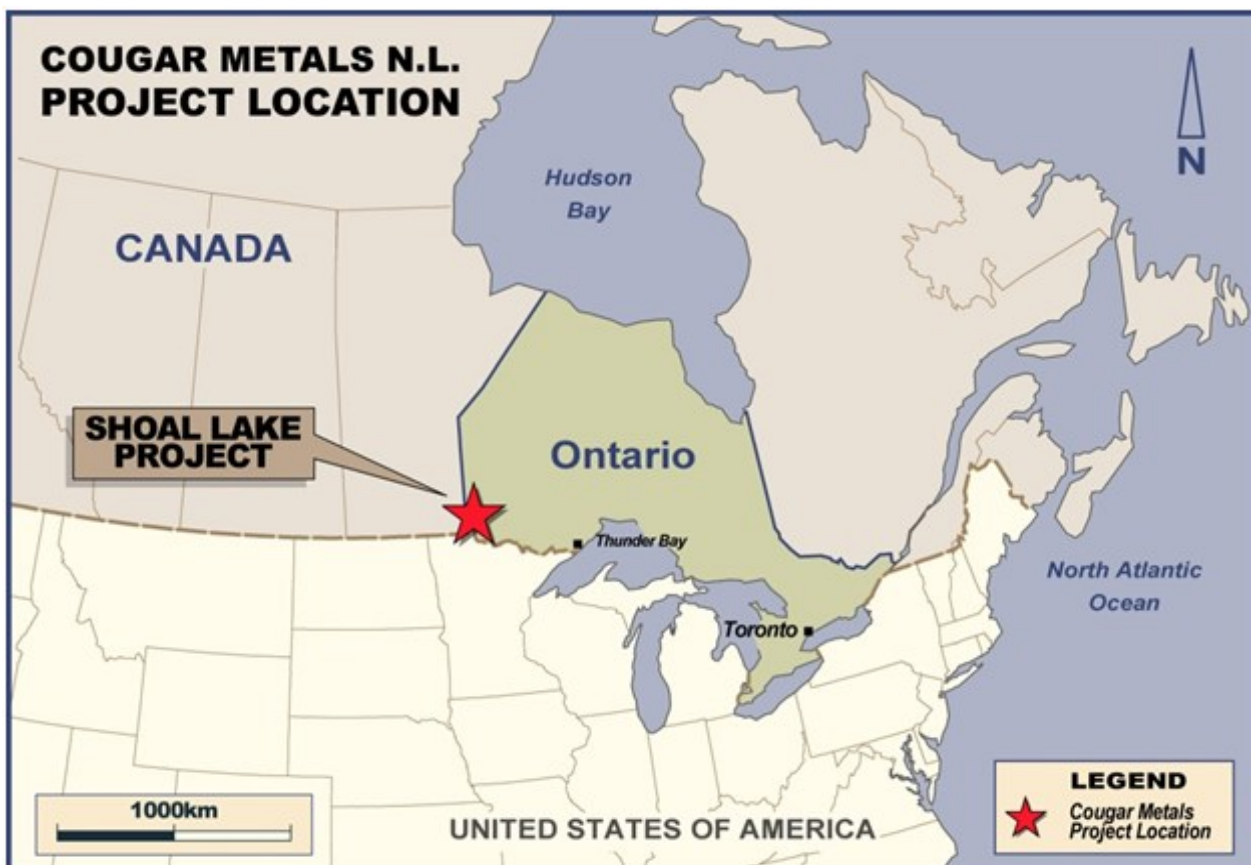 COUGAR METALS N.L.
PROJECT LOCATION
N
Hudson
Bay
CANADA
SHOAL LAKE
PROJECT
Ontario
Thunder Bay
Toronto
North Atlantic
Ocean
1000km
UNITED STATES OF AMERICA
LEGEND
Cougar Metals
Project Location